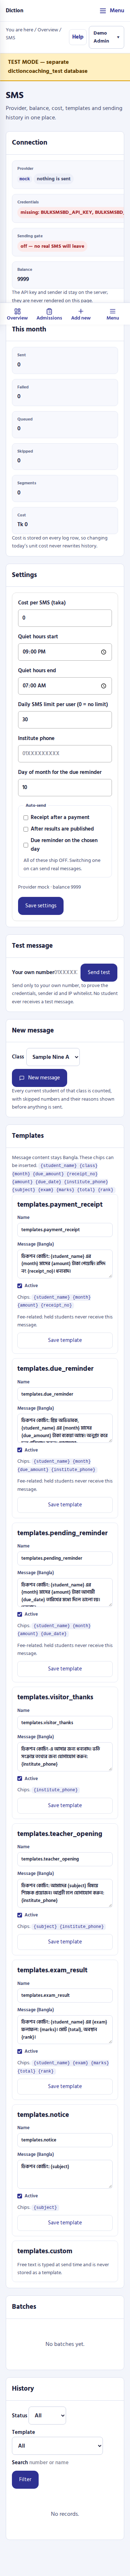 Diction
Menu
You are here / Overview / SMS
Help
Demo Admin
TEST MODE — separate dictioncoaching_test database
SMS
Provider, balance, cost, templates and sending history in one place.
Connection
Provider
mock nothing is sent
Credentials
missing: BULKSMSBD_API_KEY, BULKSMSBD_
Sending gate
off — no real SMS will leave
Balance
9999
The API key and sender id stay on the server; they are never rendered on this page.
Overview
Admissions
Add new
Menu
This month
Sent
0
Failed
0
Queued
0
Skipped
0
Segments
0
Cost
Tk 0
Cost is stored on every log row, so changing today's unit cost never rewrites history.
Settings
Cost per SMS (taka)
0
Quiet hours start
09:00 PM
Quiet hours end
07:00 AM
Daily SMS limit per user (0 = no limit)
30
Institute phone
01XXXXXXXXX
Day of month for the due reminder
10
Auto-send
Receipt after a payment
After results are published
Due reminder on the chosen day
All of these ship OFF. Switching one on can send real messages.
Provider mock · balance 9999
Save settings
Test message
Your own number
01XXXXX
Send test
Send only to your own number, to prove the credentials, sender id and IP whitelist. No student ever receives a test message.
New message
Class
Sample Nine A
New message
Every current student of that class is counted, with skipped numbers and their reasons shown before anything is sent.
Templates
Message content stays Bangla. These chips can be inserted. {student_name} {class} {month} {due_amount} {receipt_no} {amount} {due_date} {institute_phone} {subject} {exam} {marks} {total} {rank}
templates.payment_receipt
Name
templates.payment_receipt
Message (Bangla)
Active
Chips: {student_name} {month} {amount} {receipt_no}
Fee-related: held students never receive this message.
Save template
templates.due_reminder
Name
templates.due_reminder
Message (Bangla)
Active
Chips: {student_name} {month} {due_amount} {institute_phone}
Fee-related: held students never receive this message.
Save template
templates.pending_reminder
Name
templates.pending_reminder
Message (Bangla)
Active
Chips: {student_name} {month} {amount} {due_date}
Fee-related: held students never receive this message.
Save template
templates.visitor_thanks
Name
templates.visitor_thanks
Message (Bangla)
{institute_phone}
Active
Chips: {institute_phone}
Save template
templates.teacher_opening
Name
templates.teacher_opening
Message (Bangla)
{institute_phone}
Active
Chips: {subject} {institute_phone}
Save template
templates.exam_result
Name
templates.exam_result
Message (Bangla)
Active
Chips: {student_name} {exam} {marks} {total} {rank}
Save template
templates.notice
Name
templates.notice
Message (Bangla)
ডিকশন কোচিং: {subject}
Active
Chips: {subject}
Save template
templates.custom
Free text is typed at send time and is never stored as a template.
Batches
No batches yet.
History
Status
All
Template
All
Search number or name
Filter
No records.